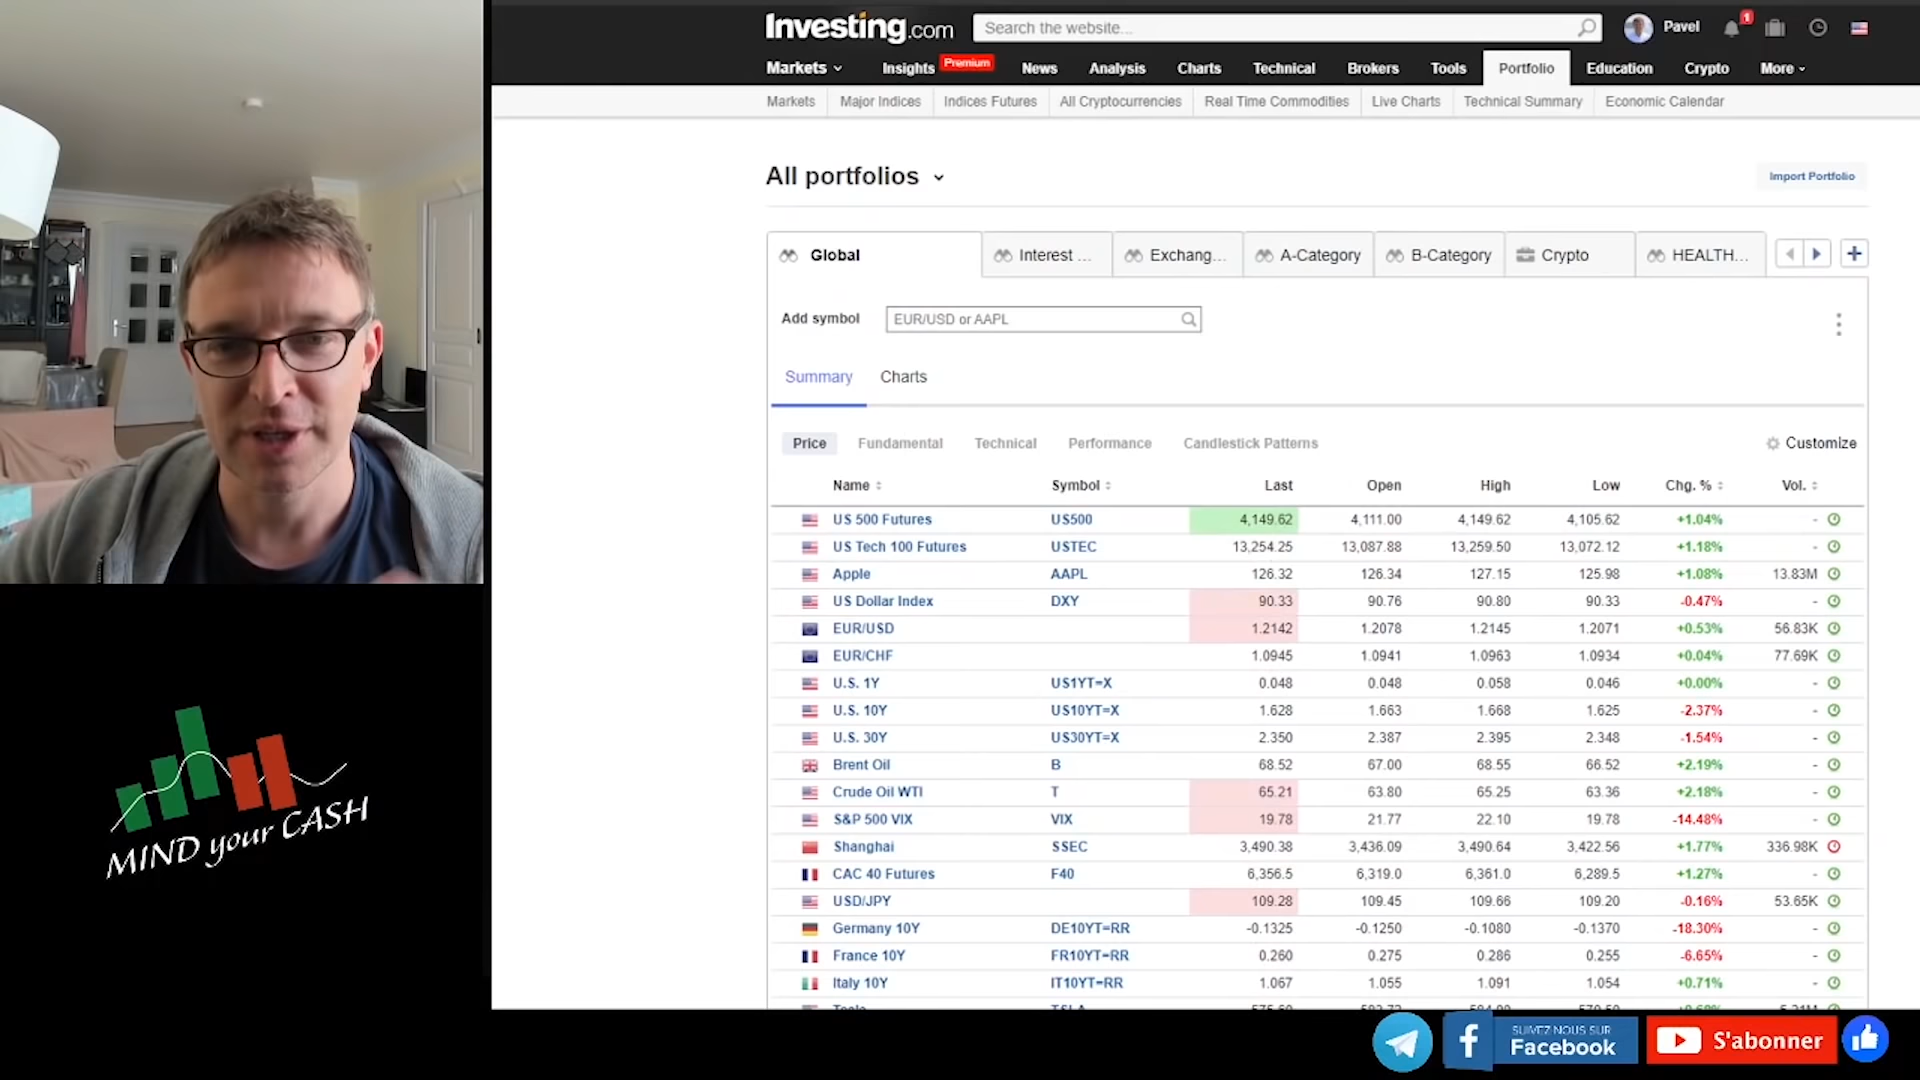 Investing.com
Search the website...
Pavel
1
Markets
Insights
Premium
News
Analysis
Charts
Technical
Brokers
Tools
Portfolio
Education
Crypto
More
Markets
Major Indices
Indices Futures
All Cryptocurrencies
Real Time Commodities
Live Charts
Technical Summary
Economic Calendar
All portfolios
Import Portfolio
Global
Interest ...
Exchang...
A-Category
B-Category
Crypto
HEALTH...
Add symbol
EUR/USD or AAPL
Summary
Charts
Price
Fundamental
Technical
Performance
Candlestick Patterns
Customize
Name Symbol Last Open High Low Chg. % Vol.
US 500 Futures US500 4,149.62 4,111.00 4,149.62 4,105.62 +1.04% -
US Tech 100 Futures USTEC 13,254.25 13,087.88 13,259.50 13,072.12 +1.18% -
Apple AAPL 126.32 126.34 127.15 125.98 +1.08% 13.83M
US Dollar Index DXY 90.33 90.76 90.80 90.33 -0.47% -
EUR/USD 1.2142 1.2078 1.2145 1.2071 +0.53% 56.83K
EUR/CHF 1.0945 1.0941 1.0963 1.0934 +0.04% 77.69K
U.S. 1Y US1YT=X 0.048 0.048 0.058 0.046 +0.00% -
U.S. 10Y US10YT=X 1.628 1.663 1.668 1.625 -2.37% -
U.S. 30Y US30YT=X 2.350 2.387 2.395 2.348 -1.54% -
Brent Oil B 68.52 67.00 68.55 66.52 +2.19% -
Crude Oil WTI T 65.21 63.80 65.25 63.36 +2.18% -
S&P 500 VIX VIX 19.78 21.77 22.10 19.78 -14.48% -
Shanghai SSEC 3,490.38 3,436.09 3,490.64 3,422.56 +1.77% 336.98K
CAC 40 Futures F40 6,356.5 6,319.0 6,361.0 6,289.5 +1.27% -
USD/JPY 109.28 109.45 109.66 109.20 -0.16% 53.65K
Germany 10Y DE10YT=RR -0.1325 -0.1250 -0.1080 -0.1370 -18.30% -
France 10Y FR10YT=RR 0.260 0.275 0.286 0.255 -6.65% -
Italy 10Y IT10YT=RR 1.067 1.055 1.091 1.054 +0.71% -
MIND your CASH
SUIVEZ NOUS SUR
Facebook
S'abonner